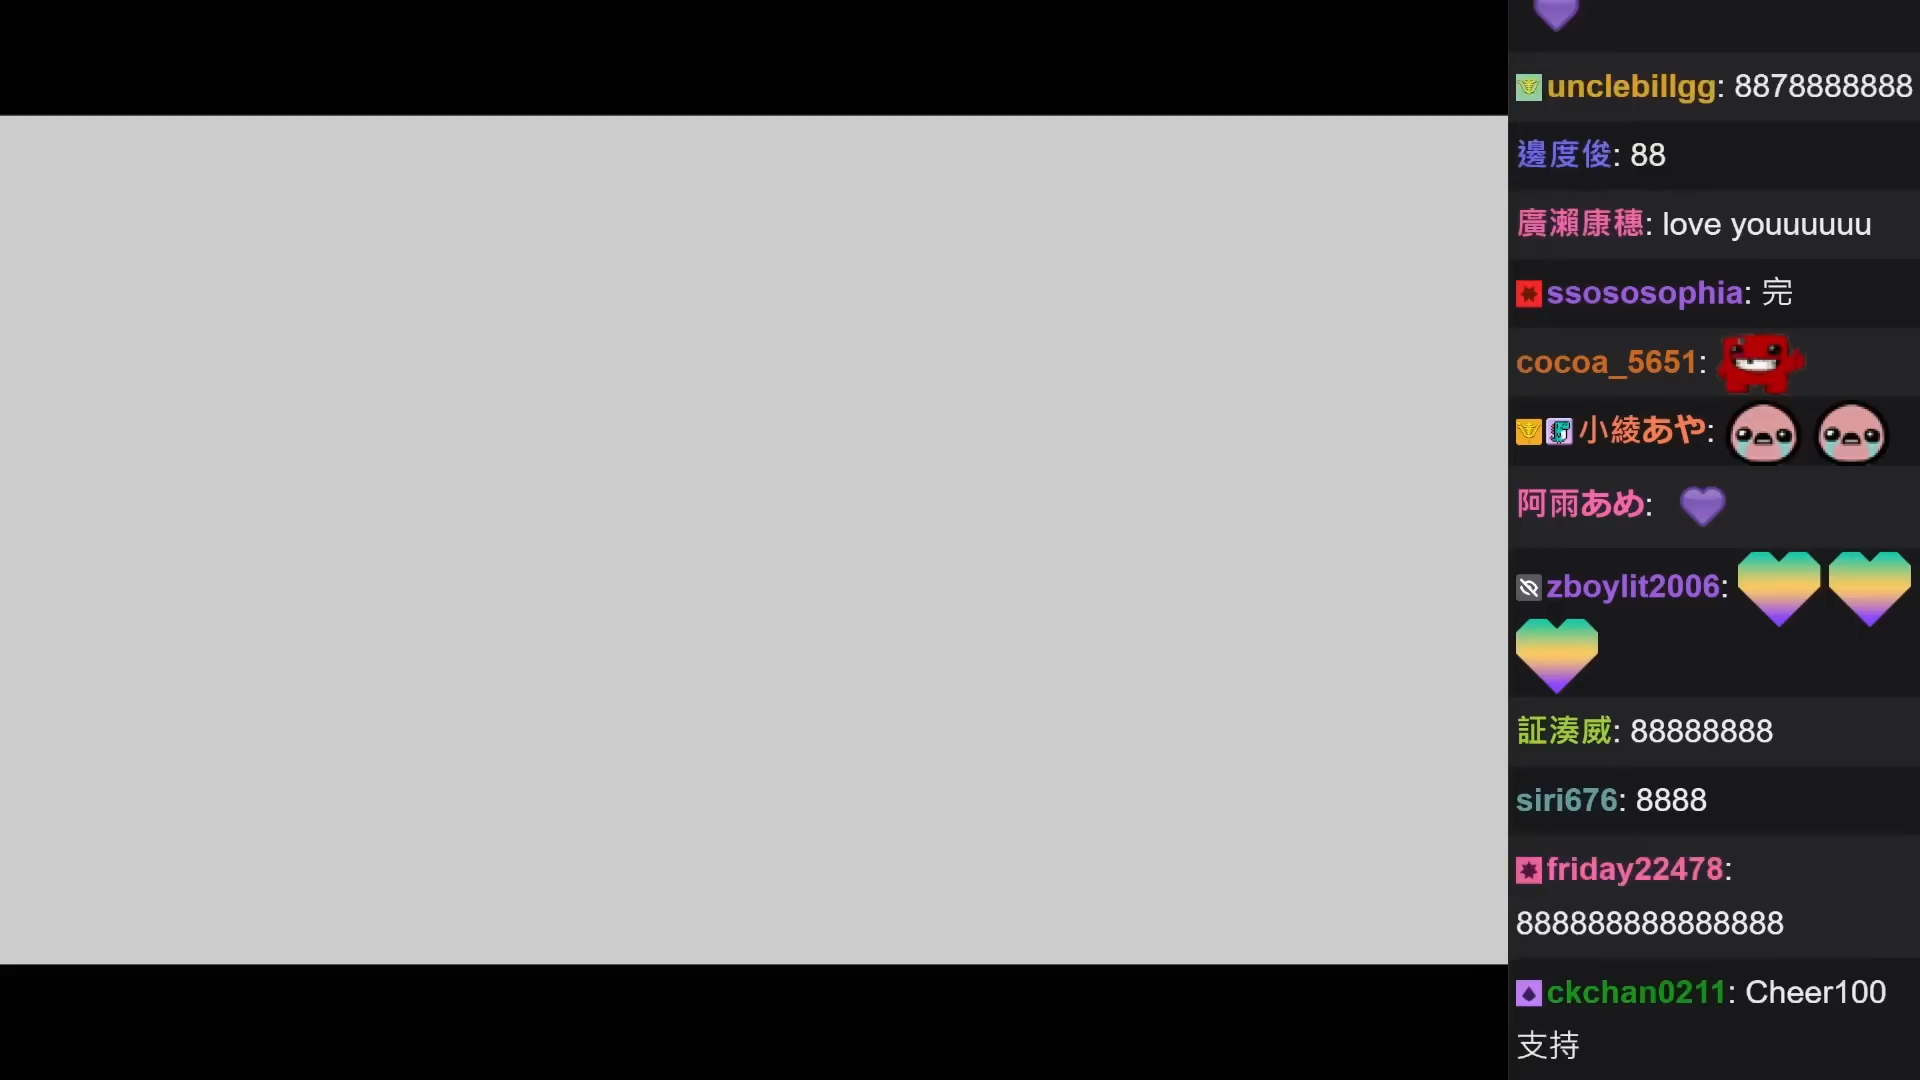 unclebillgg: 8878888888
邊度俊: 88
廣瀨康穗: love youuuuuu
ssososophia: 完
cocoa_5651:
小綾あや:
阿雨あめ:
zboylit2006:
証湊威: 88888888
siri676: 8888
friday22478:
888888888888888
ckchan0211: Cheer100
支持